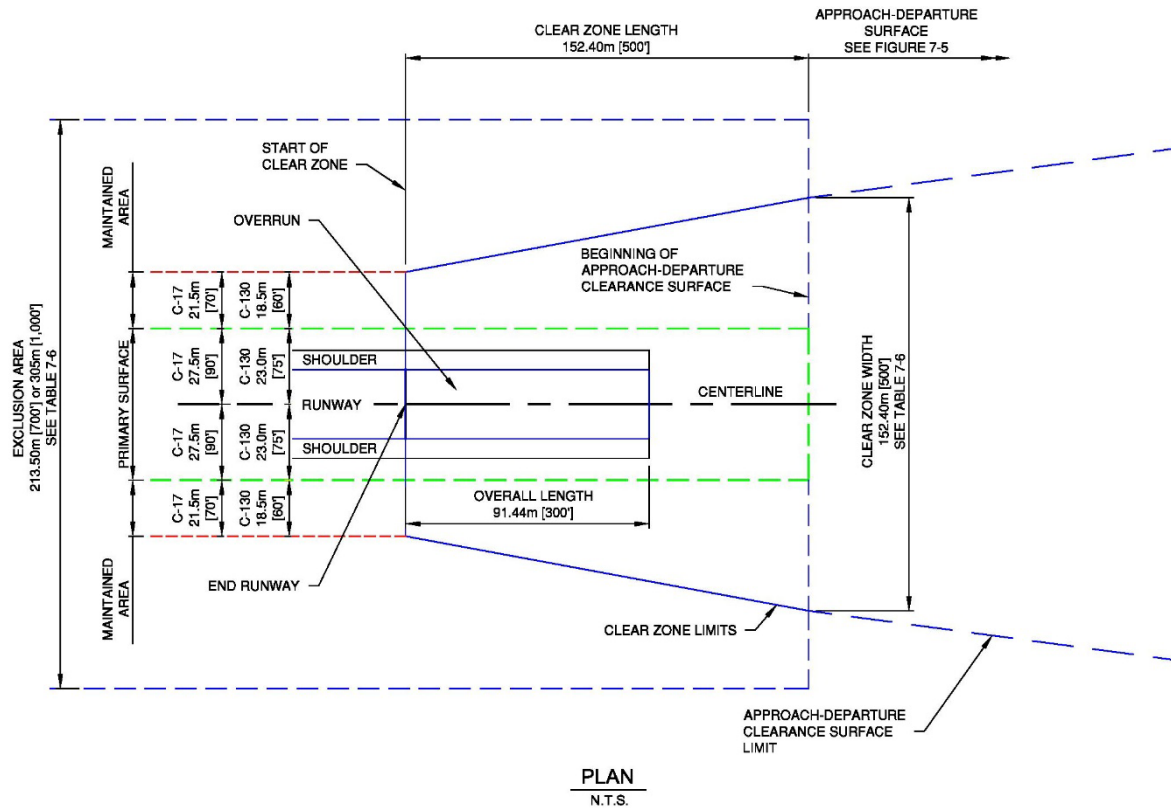 CLEAR ZONE LENGTH
152.40m [500']
APPROACH-DEPARTURE
SURFACE
SEE FIGURE 7-5
START OF
CLEAR ZONE
OVERRUN
MAINTAINED
AREA
BEGINNING OF
APPROACH-DEPARTURE
CLEARANCE SURFACE
C-17
21.5m
[70']
C-130
18.5m
[60']
EXCLUSION AREA
213.50m [700'] or 305m [1,000']
SEE TABLE 7-6
PRIMARY SURFACE
C-17
27.5m
[90']
C-130
23.0m
[75']
SHOULDER
RUNWAY
CENTERLINE
CLEAR ZONE WIDTH
152.40m [500']
SEE TABLE 7-6
C-17
27.5m
[90']
C-130
23.0m
[75']
SHOULDER
C-17
21.5m
[70']
C-130
18.5m
[60']
OVERALL LENGTH
91.44m [300']
MAINTAINED
AREA
END RUNWAY
CLEAR ZONE LIMITS
APPROACH-DEPARTURE
CLEARANCE SURFACE
LIMIT
PLAN
N.T.S.